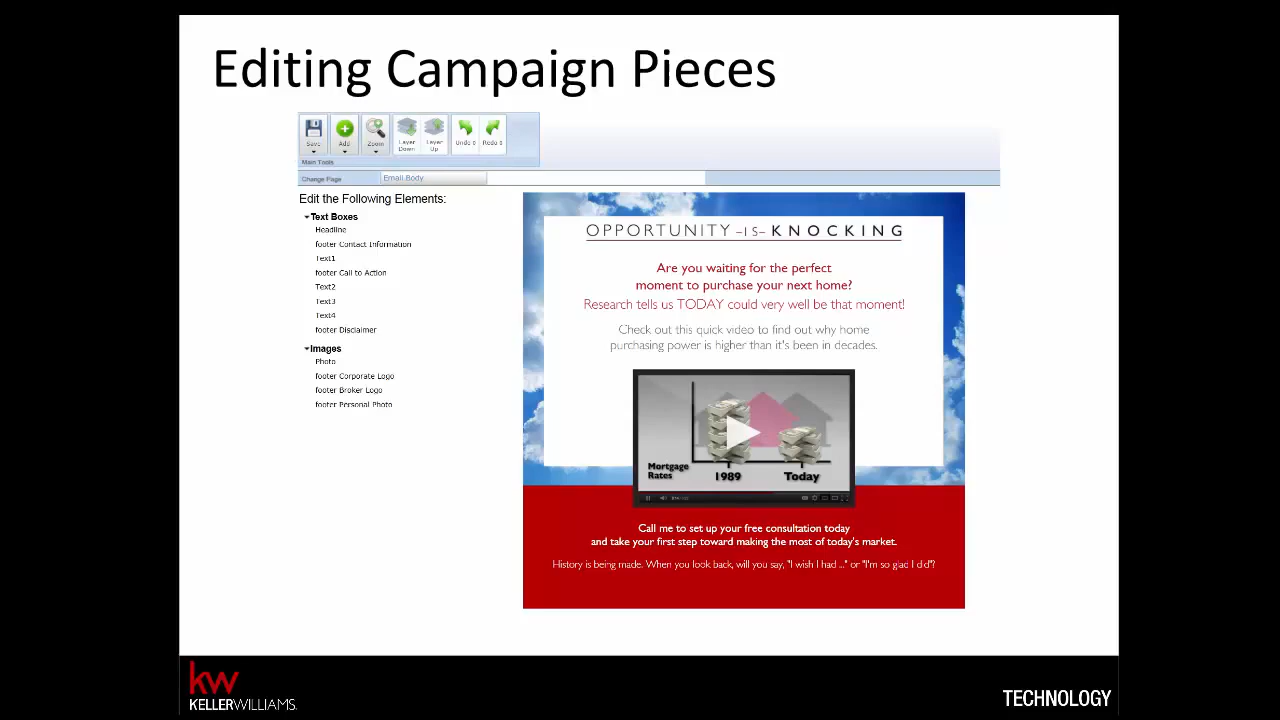 Editing Campaign Pieces
Save
Add
Zoom
Layer Down
Layer Up
Undo 0
Redo 0
Main Tools
Change Page
Email Body
Edit the Following Elements:
Text Boxes
Headline
footer Contact Information
Text1
footer Call to Action
Text2
Text3
Text4
footer Disclaimer
Images
Photo
footer Corporate Logo
footer Broker Logo
footer Personal Photo
OPPORTUNITY –IS– KNOCKING
Are you waiting for the perfect
moment to purchase your next home?
Research tells us TODAY could very well be that moment!
Check out this quick video to find out why home
purchasing power is higher than it's been in decades.
Mortgage
Rates
1989
Today
Call me to set up your free consultation today
and take your first step toward making the most of today's market.
History is being made. When you look back, will you say, "I wish I had ..." or "I'm so glad I did"?
kw
KELLERWILLIAMS.
TECHNOLOGY